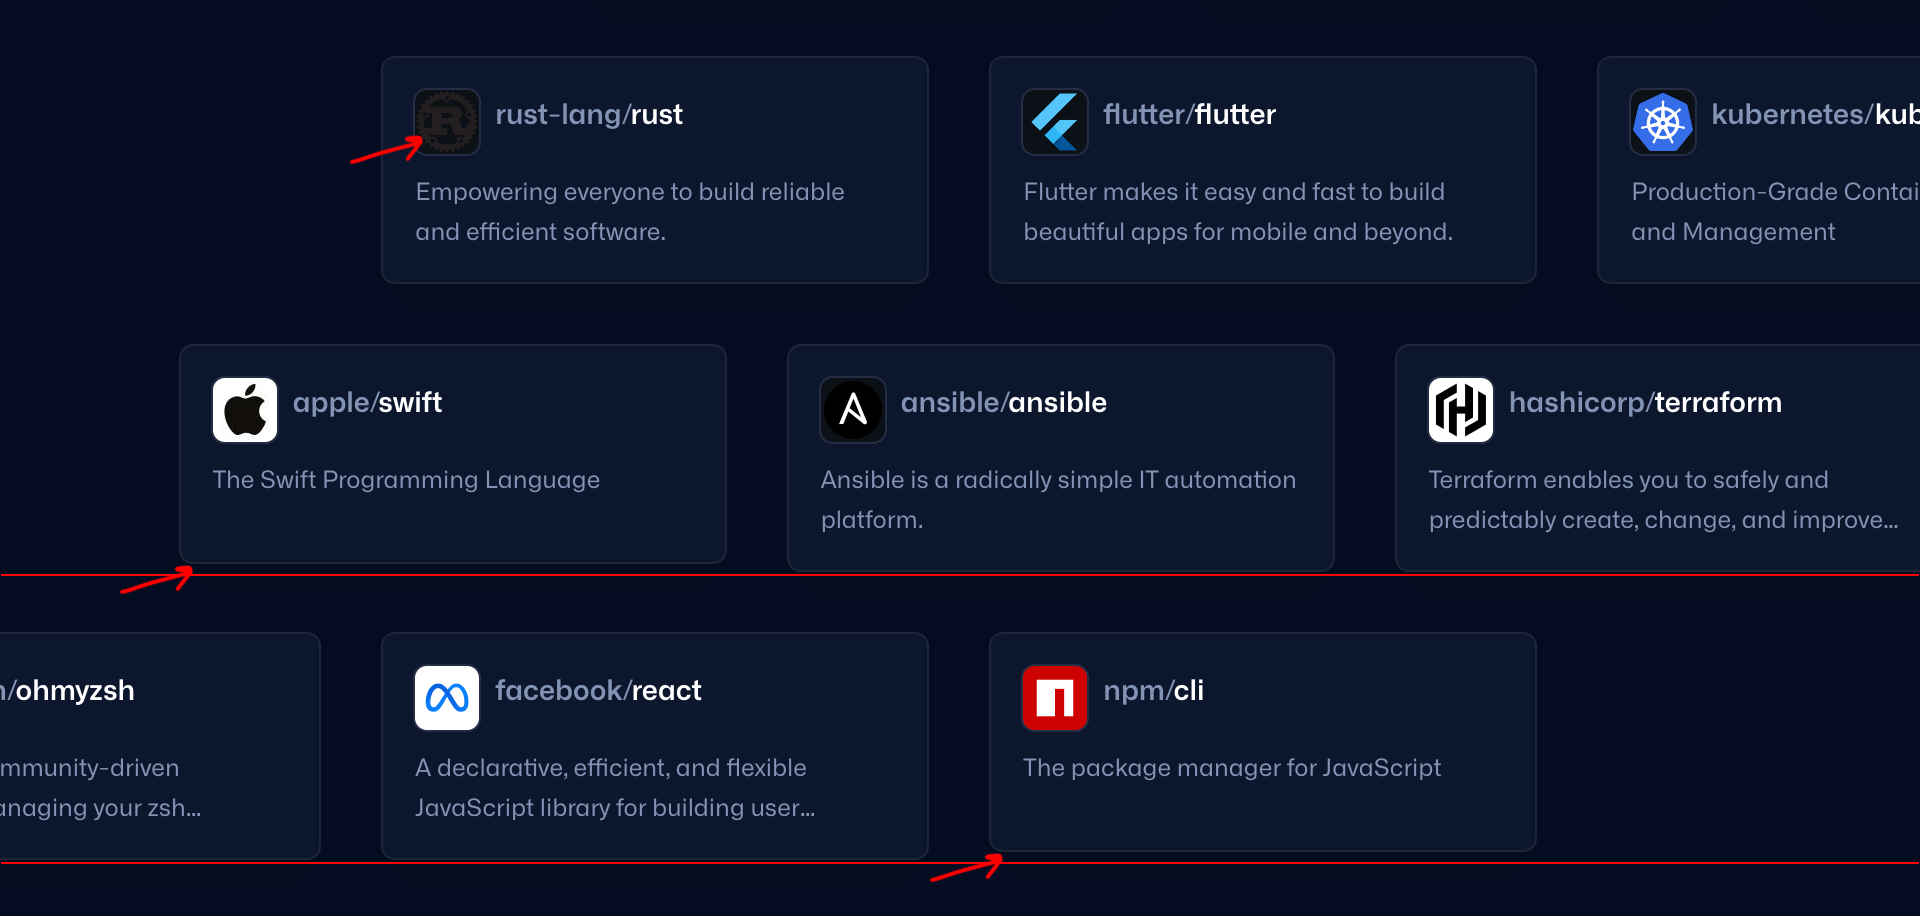 rust-lang/rust
Empowering everyone to build reliable
and efficient software.
flutter/flutter
Flutter makes it easy and fast to build
beautiful apps for mobile and beyond.
kubernetes/kub
Production-Grade Contai
and Management
apple/swift
The Swift Programming Language
ansible/ansible
Ansible is a radically simple IT automation
platform.
hashicorp/terraform
Terraform enables you to safely and
predictably create, change, and improve...
/ohmyzsh
mmunity-driven
anaging your zsh...
facebook/react
A declarative, efficient, and flexible
JavaScript library for building user...
npm/cli
The package manager for JavaScript